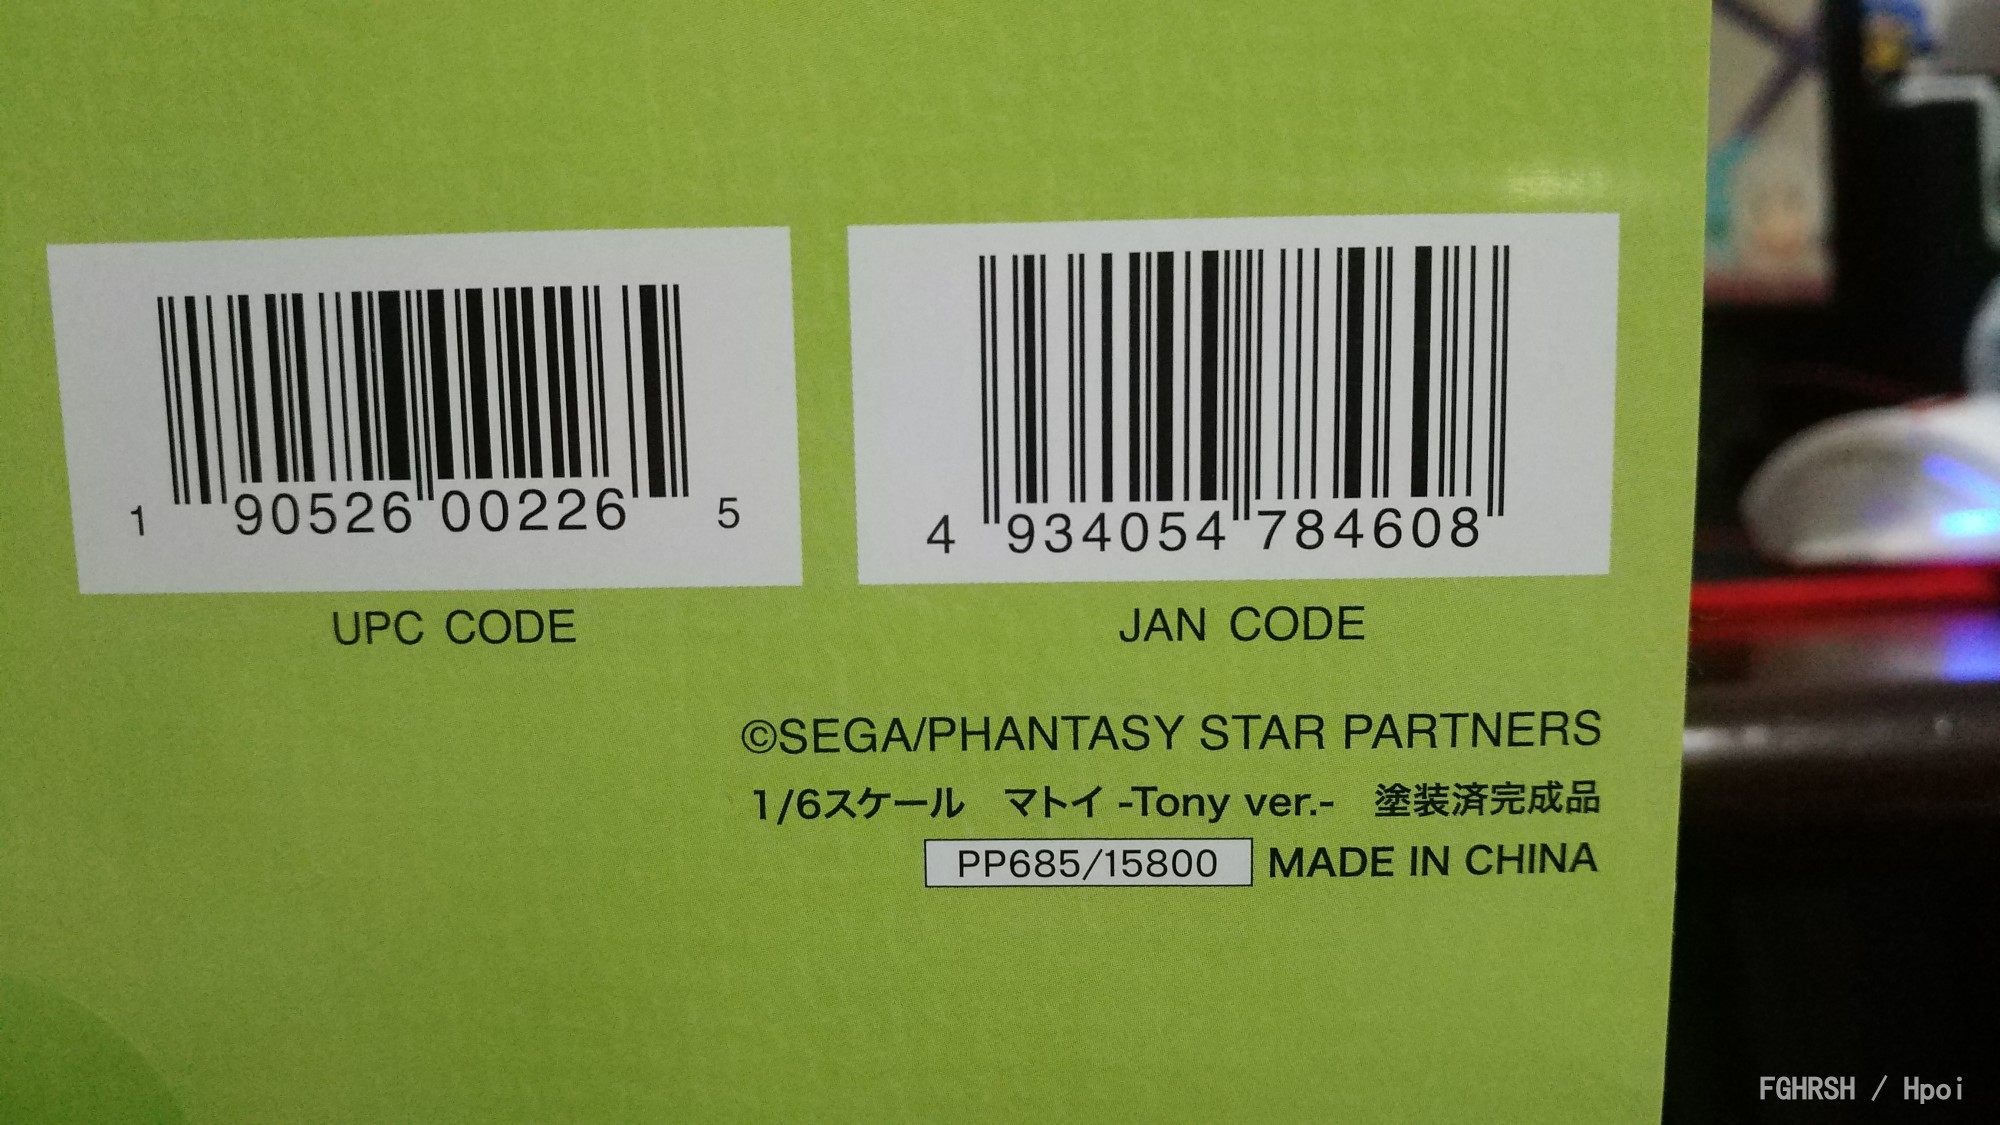 1 90526 00226 5
UPC CODE
4 934054 784608
JAN CODE
©SEGA/PHANTASY STAR PARTNERS
1/6スケール　マトイ -Tony ver.-　塗装済完成品
PP685/15800 MADE IN CHINA
FGHRSH / Hpoi